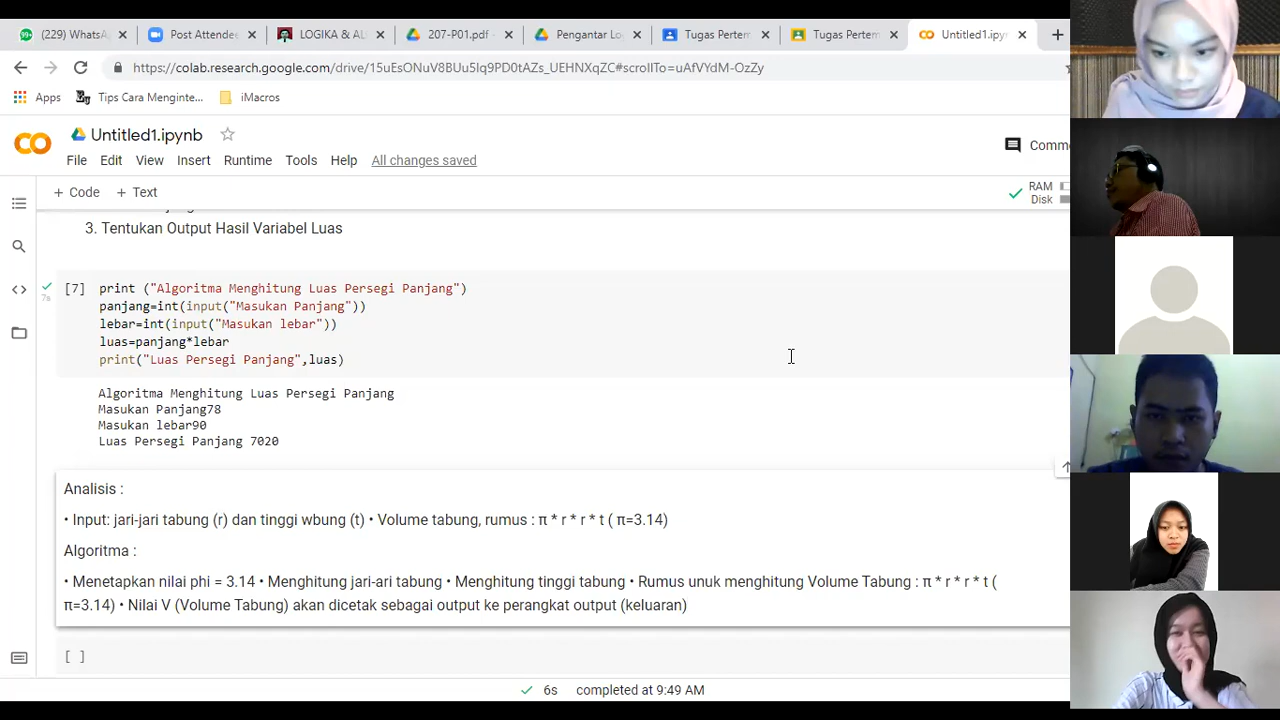 (229) WhatsA
Post Attende
LOGIKA & AL
207-P01.pdf
Pengantar Lo
Tugas Pertem
Tugas Pertem
Untitled1.ipyn
https://colab.research.google.com/drive/15uEsONuV8BUu5Iq9PD0tAZs_UEHNXqZC#scrollTo=uAfVYdM-OzZy
Apps
Tips Cara Menginte...
iMacros
Untitled1.ipynb
File Edit View Insert Runtime Tools Help All changes saved
Comme
+ Code + Text
RAM
Disk
3. Tentukan Output Hasil Variabel Luas
[7] print ("Algoritma Menghitung Luas Persegi Panjang")
7s
panjang=int(input("Masukan Panjang"))
lebar=int(input("Masukan lebar"))
luas=panjang*lebar
print("Luas Persegi Panjang",luas)
Algoritma Menghitung Luas Persegi Panjang
Masukan Panjang78
Masukan lebar90
Luas Persegi Panjang 7020
Analisis :
• Input: jari-jari tabung (r) dan tinggi wbung (t) • Volume tabung, rumus : π * r * r * t ( π=3.14)
Algoritma :
• Menetapkan nilai phi = 3.14 • Menghitung jari-ari tabung • Menghitung tinggi tabung • Rumus unuk menghitung Volume Tabung : π * r * r * t (
π=3.14) • Nilai V (Volume Tabung) akan dicetak sebagai output ke perangkat output (keluaran)
[ ]
6s completed at 9:49 AM